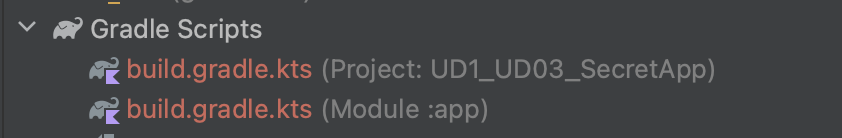 Gradle Scripts
build.gradle.kts (Project: UD1_UD03_SecretApp)
build.gradle.kts (Module :app)